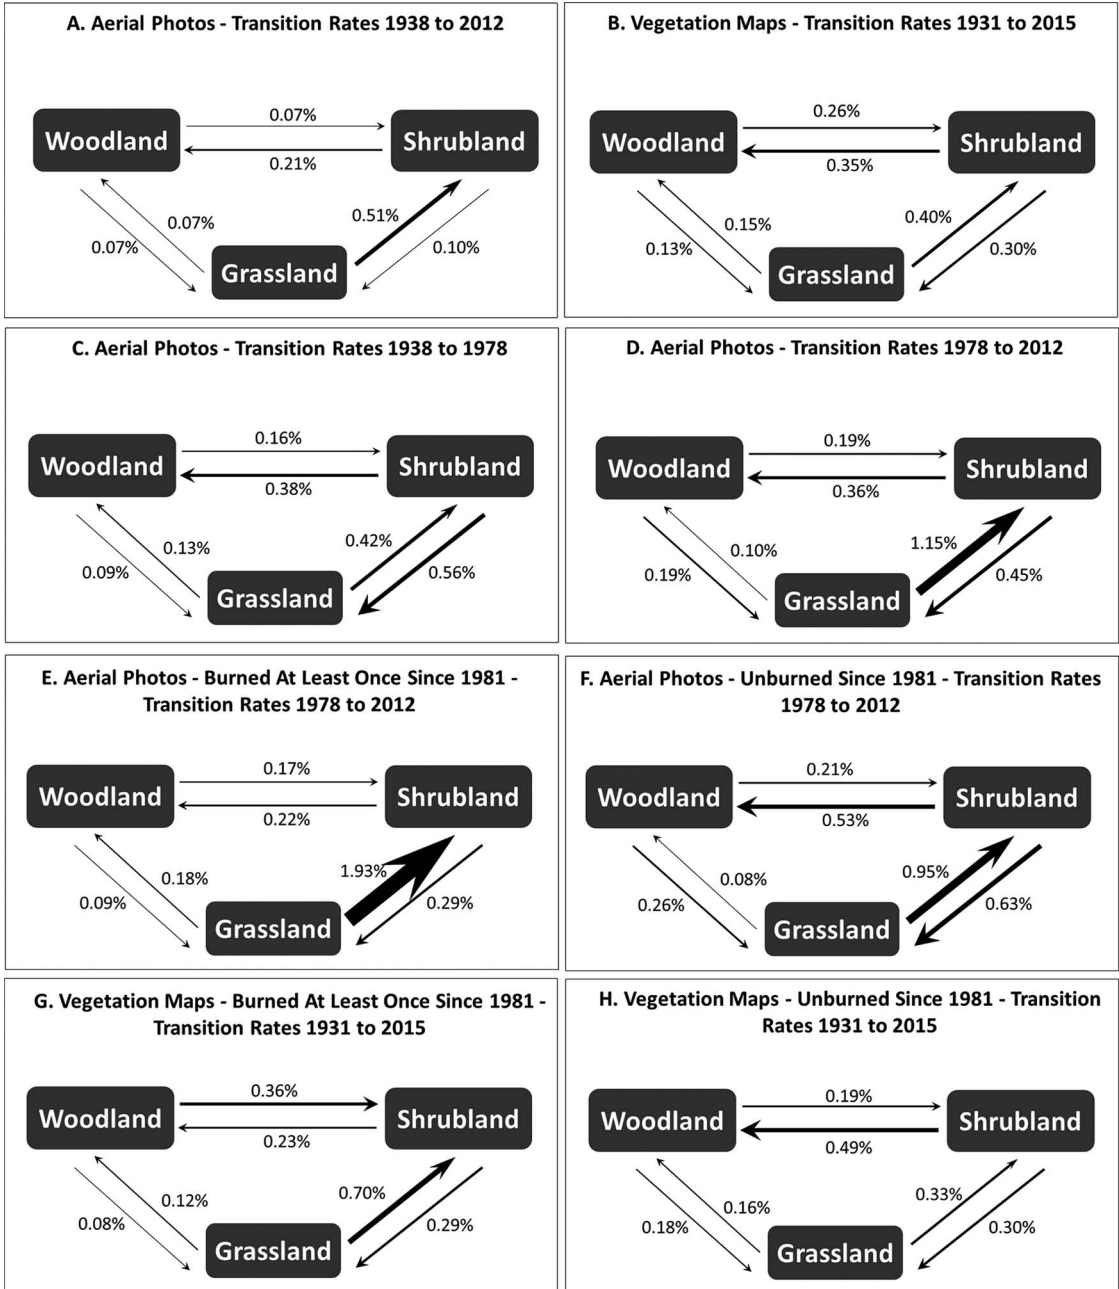 A. Aerial Photos - Transition Rates 1938 to 2012
0.07%
Woodland
Shrubland
0.21%
0.07%
0.51%
0.07%
0.10%
Grassland
B. Vegetation Maps - Transition Rates 1931 to 2015
0.26%
Woodland
Shrubland
0.35%
0.15%
0.40%
0.13%
0.30%
Grassland
C. Aerial Photos - Transition Rates 1938 to 1978
0.16%
Woodland
Shrubland
0.38%
0.13%
0.42%
0.09%
0.56%
Grassland
D. Aerial Photos - Transition Rates 1978 to 2012
0.19%
Woodland
Shrubland
0.36%
0.10%
1.15%
0.19%
0.45%
Grassland
E. Aerial Photos - Burned At Least Once Since 1981 -
Transition Rates 1978 to 2012
0.17%
Woodland
Shrubland
0.22%
0.18%
1.93%
0.09%
0.29%
Grassland
F. Aerial Photos - Unburned Since 1981 - Transition Rates
1978 to 2012
0.21%
Woodland
Shrubland
0.53%
0.08%
0.95%
0.26%
0.63%
Grassland
G. Vegetation Maps - Burned At Least Once Since 1981 -
Transition Rates 1931 to 2015
0.36%
Woodland
Shrubland
0.23%
0.12%
0.70%
0.08%
0.29%
Grassland
H. Vegetation Maps - Unburned Since 1981 - Transition
Rates 1931 to 2015
0.19%
Woodland
Shrubland
0.49%
0.16%
0.33%
0.18%
0.30%
Grassland